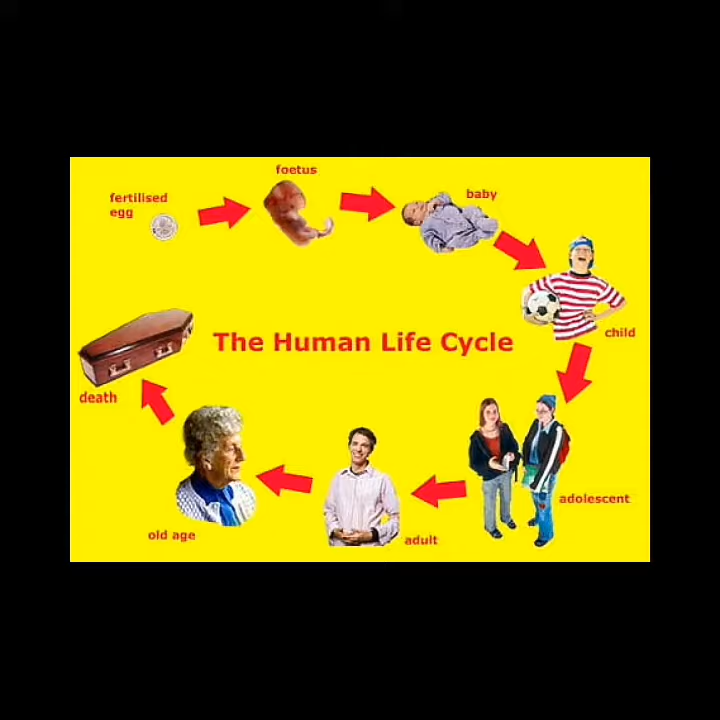 foetus
fertilised
egg
baby
child
The Human Life Cycle
death
adolescent
old age
adult